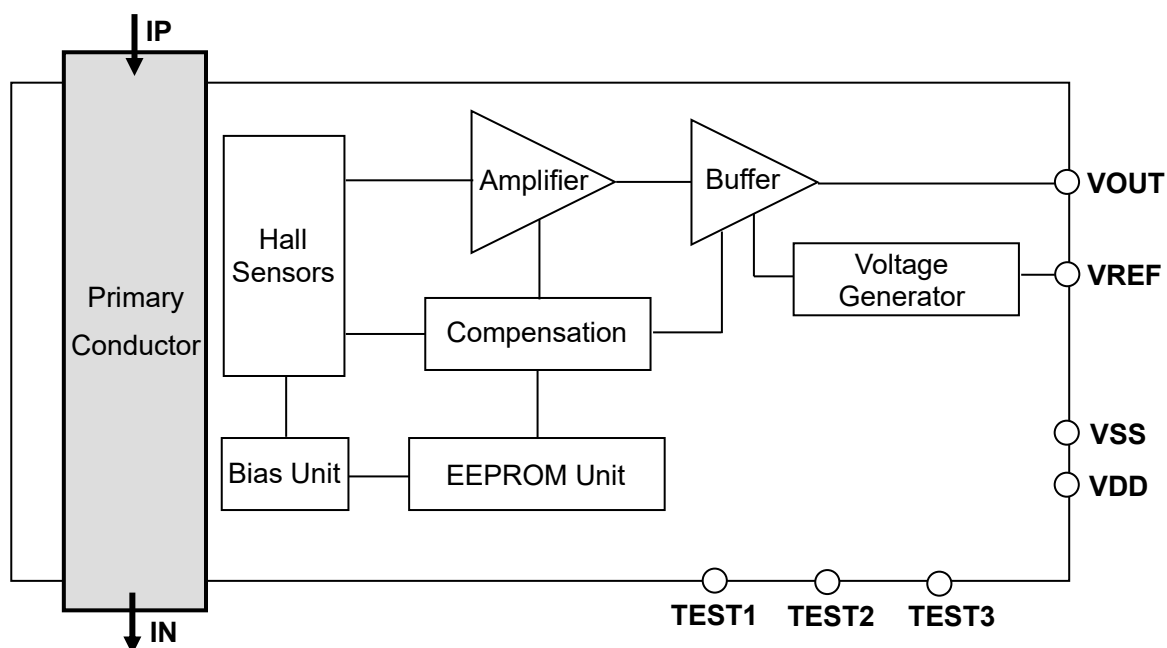 IP
Amplifier
Buffer
VOUT
Hall
Sensors
Voltage
Generator
VREF
Primary
Conductor
Compensation
VSS
Bias Unit
EEPROM Unit
VDD
TEST1
TEST2
TEST3
IN